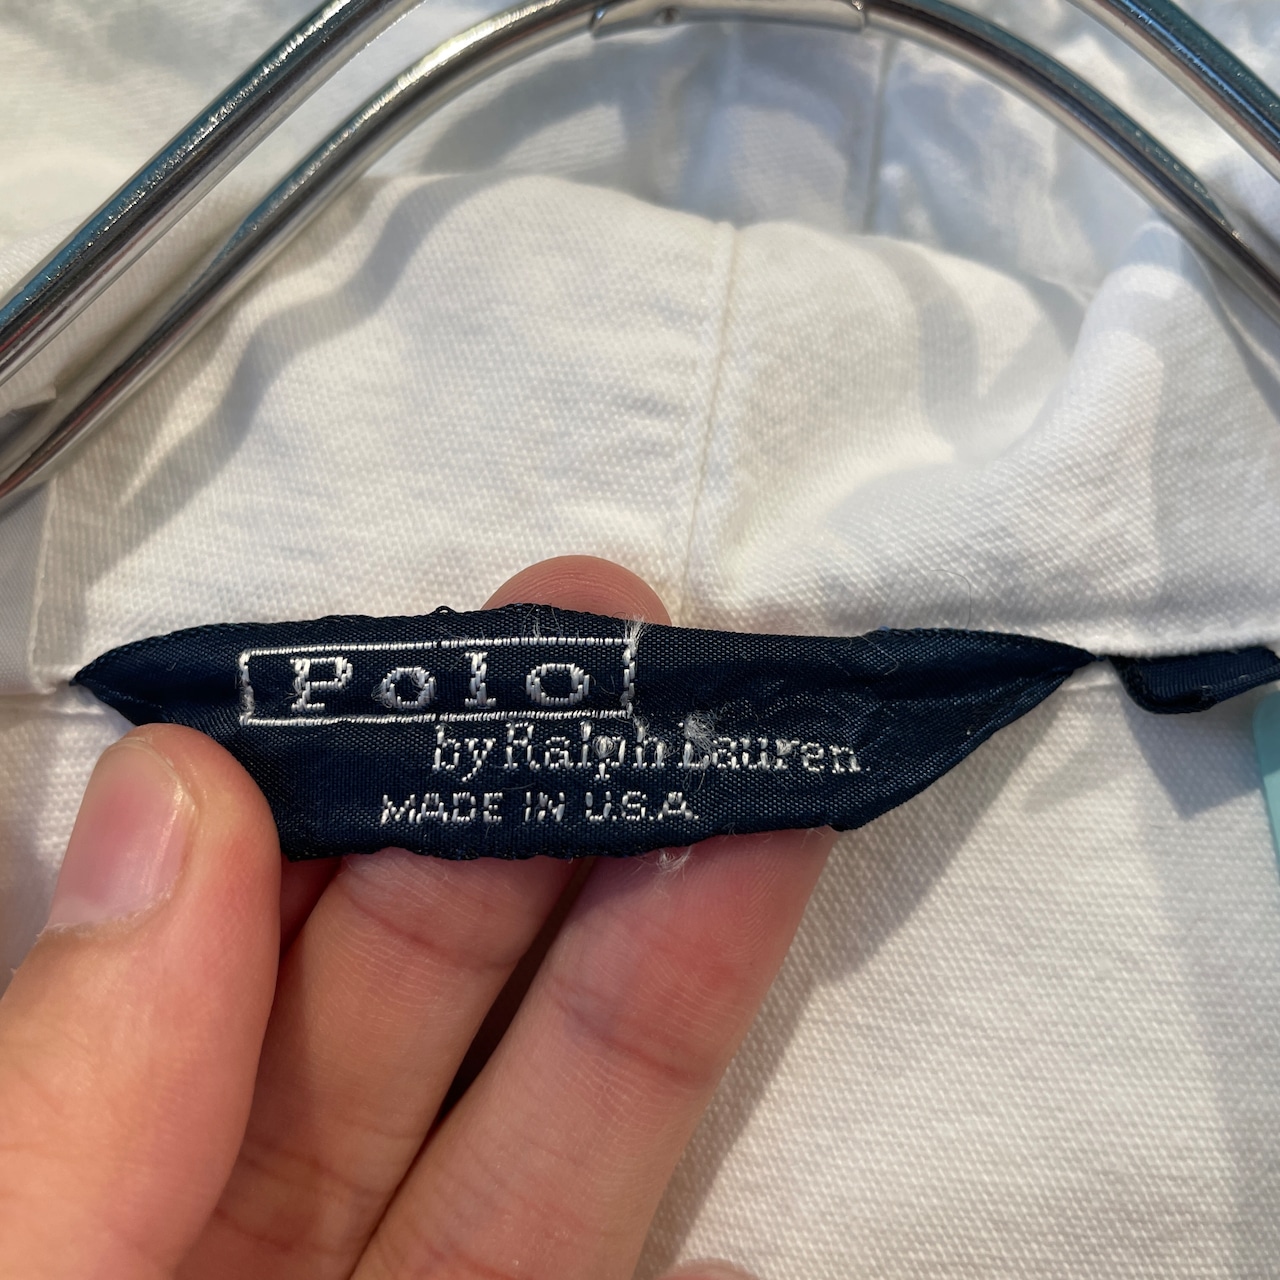 Polo
by Ralph Lauren
MADE IN U.S.A.